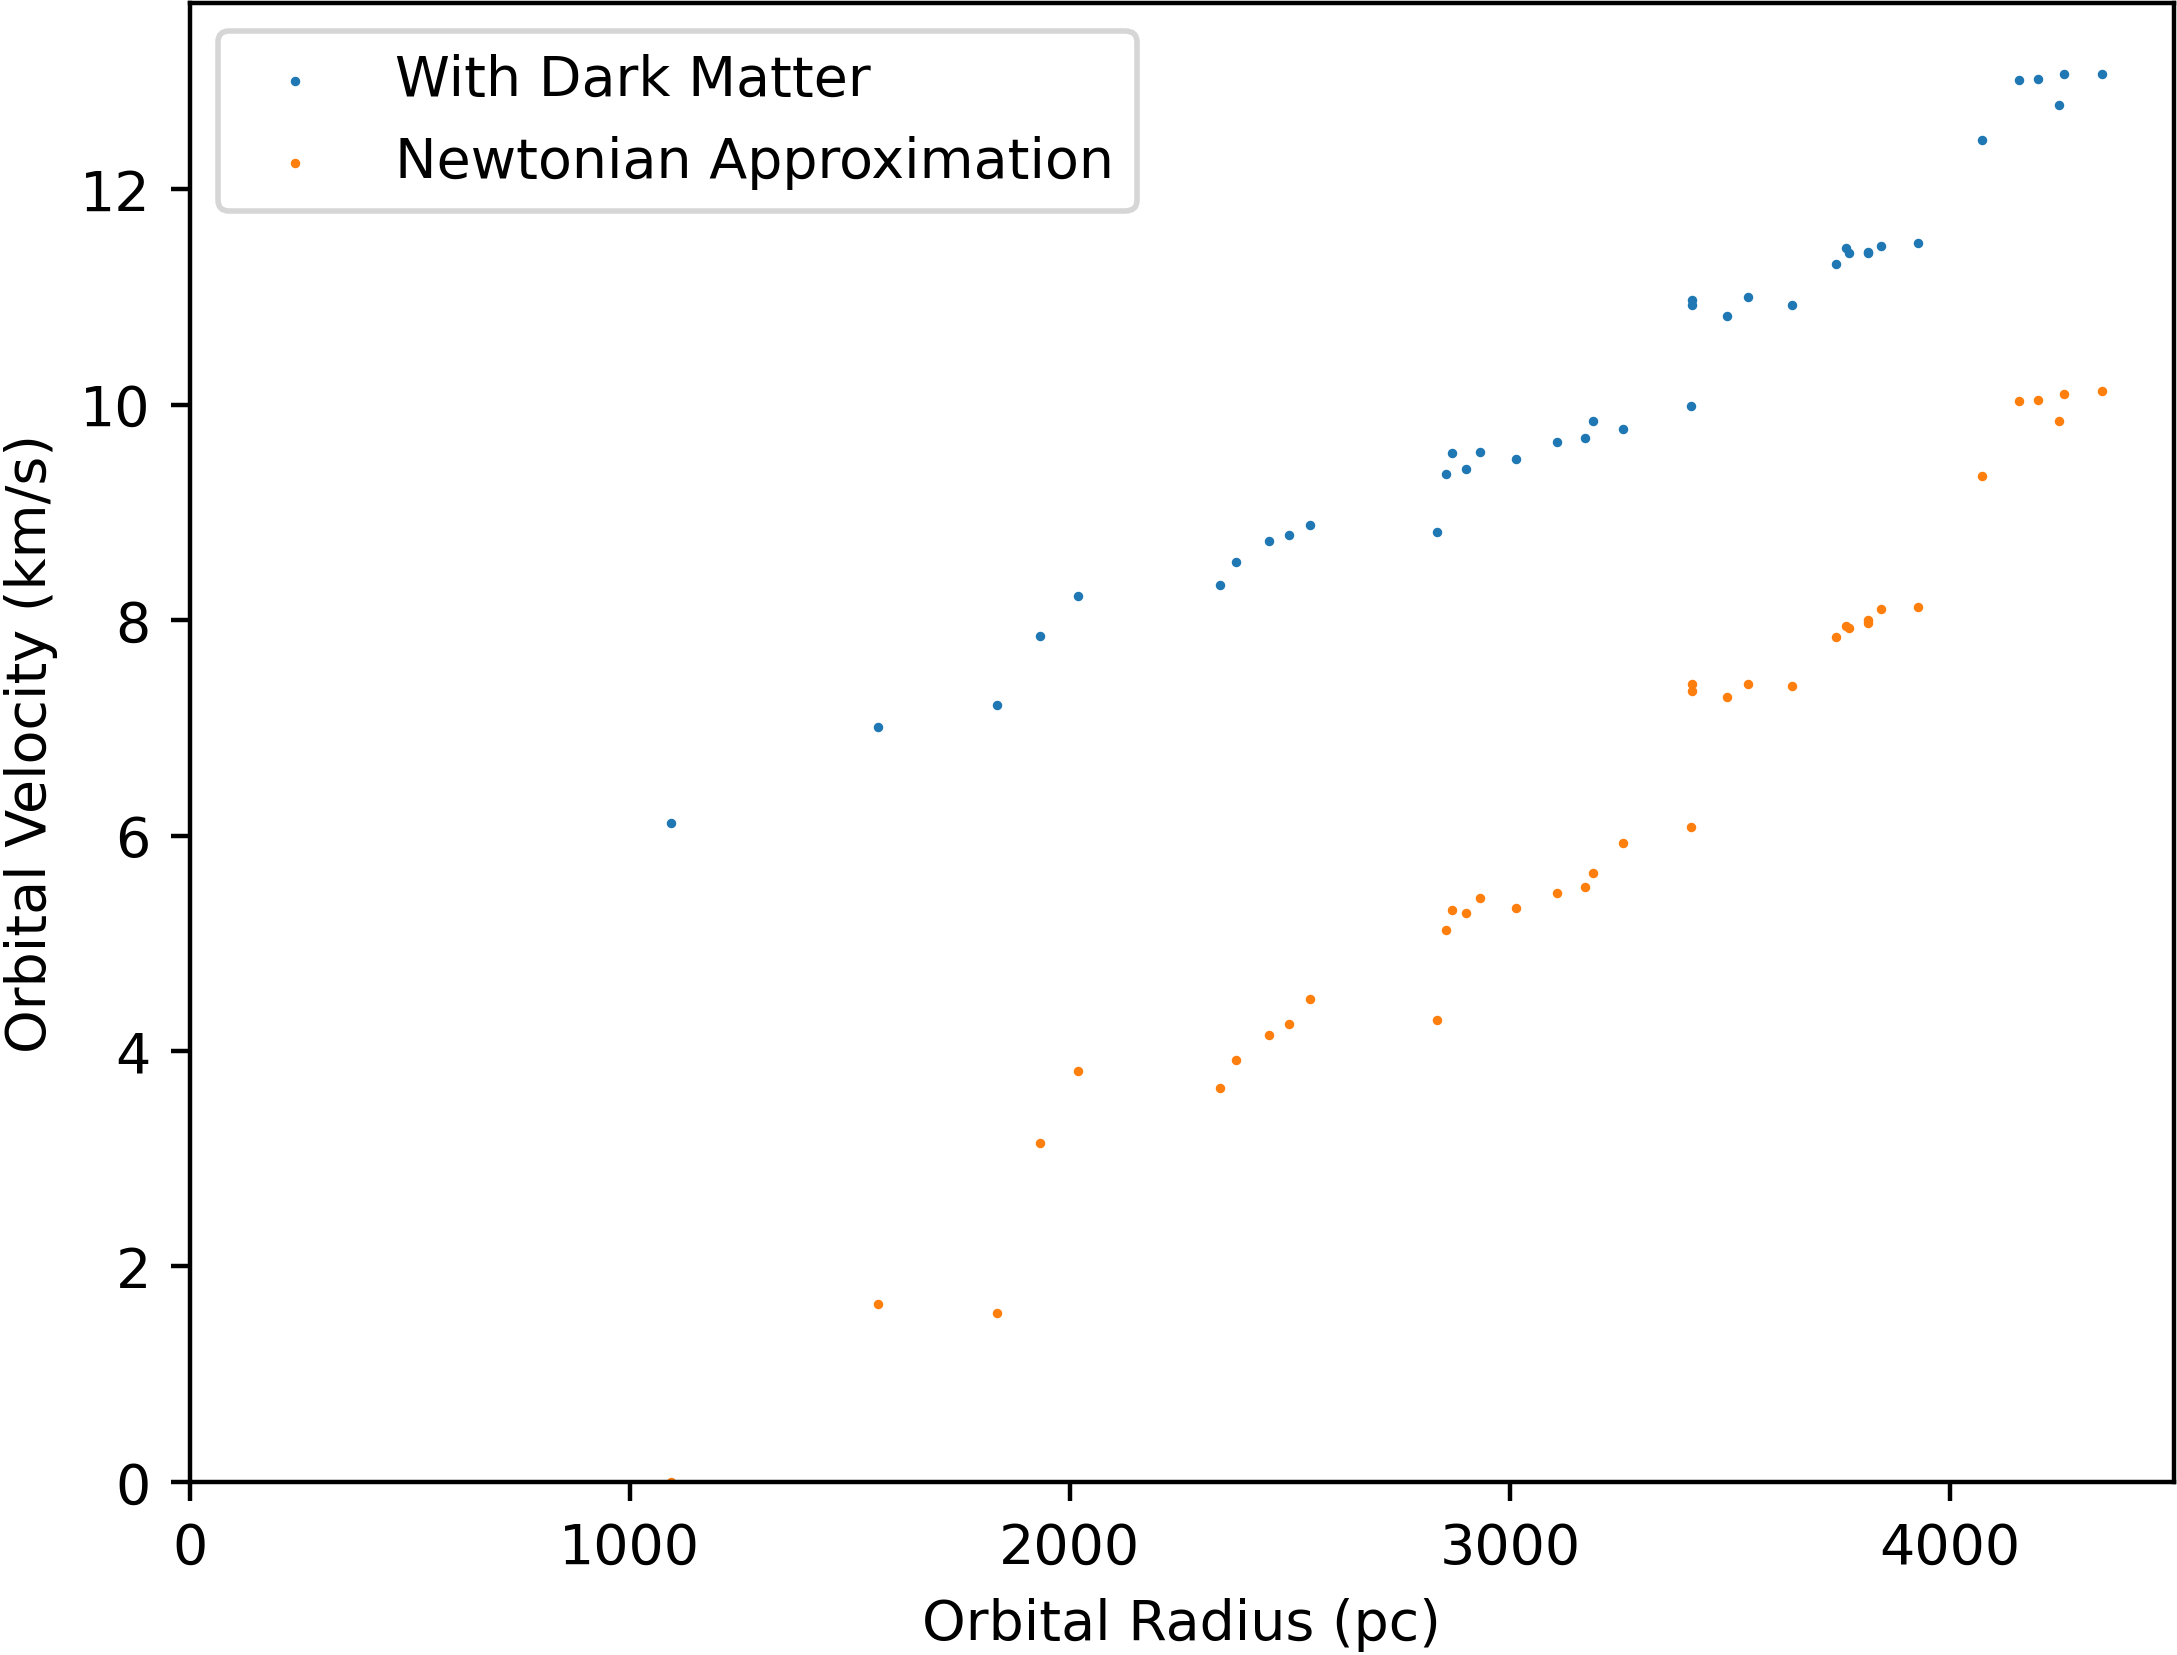 With Dark Matter
Newtonian Approximation
12
10
8
6
4
2
0
Orbital Velocity (km/s)
0 1000 2000 3000 4000
Orbital Radius (pc)